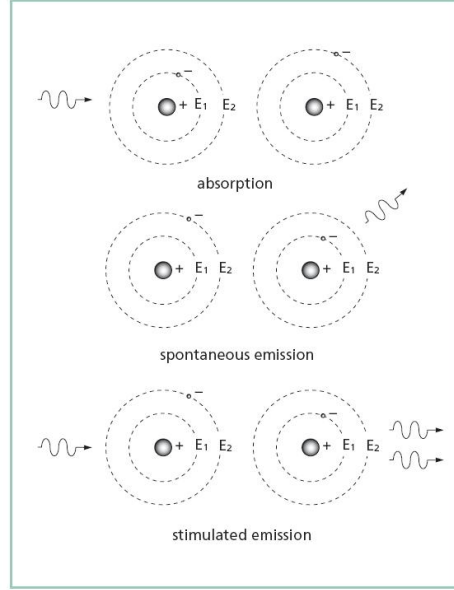 − −
+ E₁ E₂ + E₁ E₂
absorption
− −
+ E₁ E₂ + E₁ E₂
spontaneous emission
− −
+ E₁ E₂ + E₁ E₂
stimulated emission